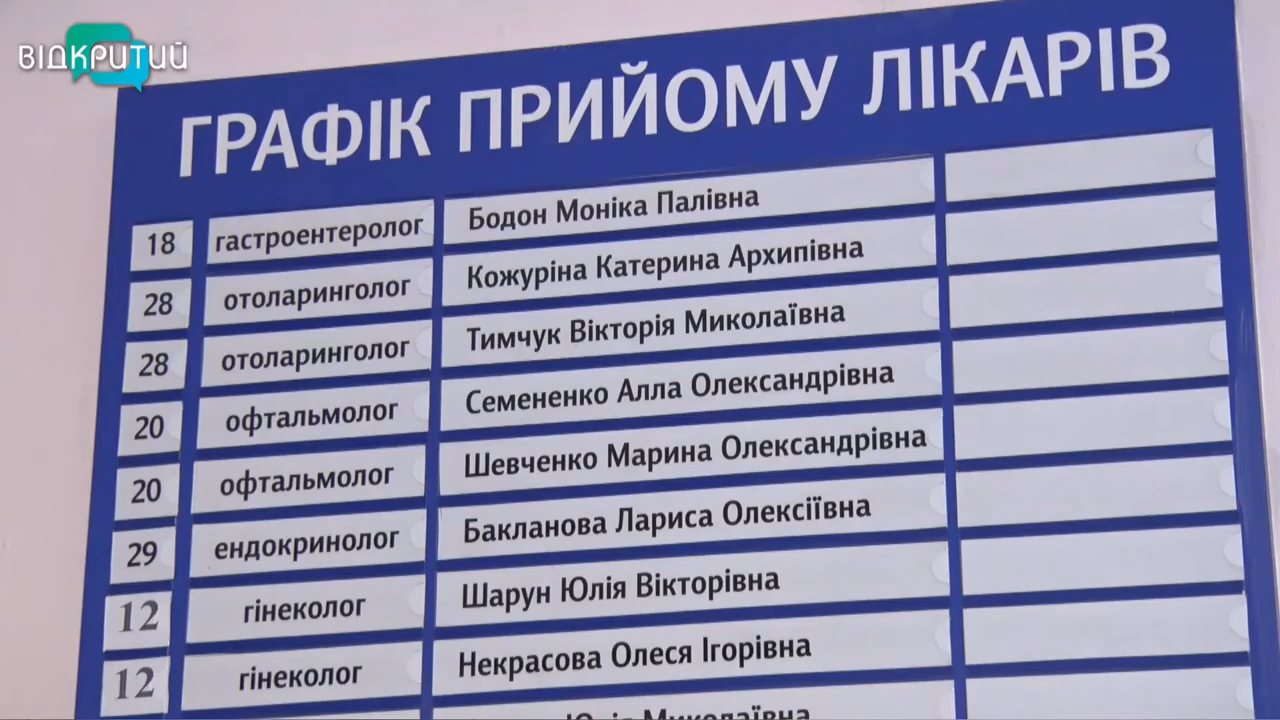 ВІДКРИТИЙ
ГРАФІК ПРИЙОМУ ЛІКАРІВ
18 гастроентеролог Бодон Моніка Палівна
28 отоларинголог Кожуріна Катерина Архипівна
28 отоларинголог Тимчук Вікторія Миколаївна
20 офтальмолог Семененко Алла Олександрівна
20 офтальмолог Шевченко Марина Олександрівна
29 ендокринолог Бакланова Лариса Олексіївна
12 гінеколог Шарун Юлія Вікторівна
12 гінеколог Некрасова Олеся Ігорівна
Миколаївна